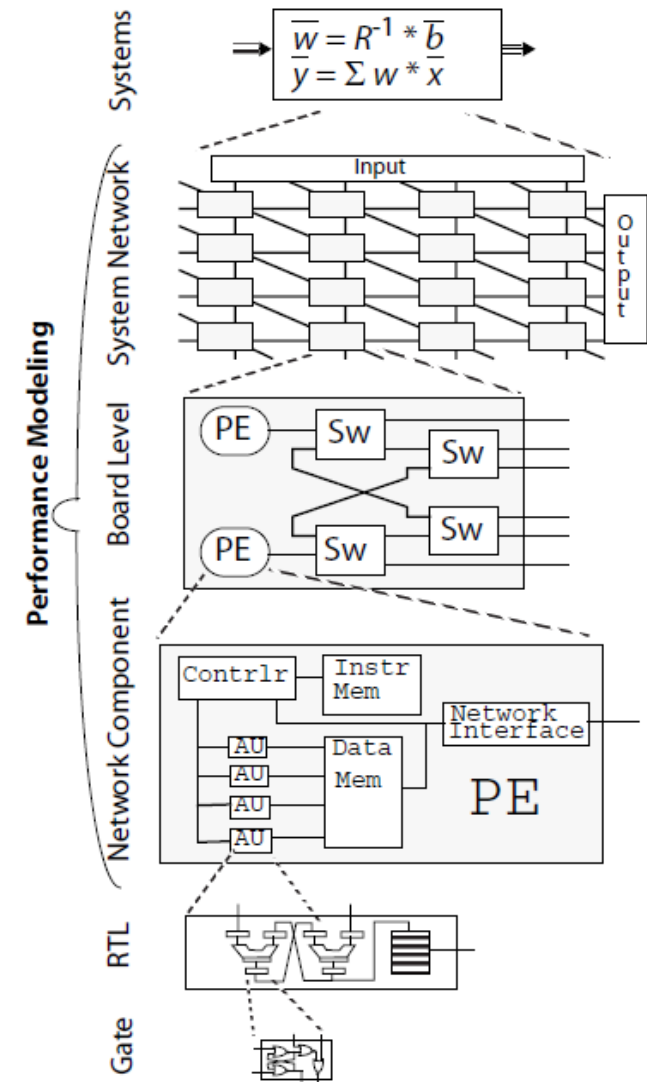 Systems
w = R⁻¹ * b
y = Σ w * x
Performance Modeling
System Network
Input
Output
Board Level
PE
Sw
Sw
PE
Sw
Sw
Network Component
Contrlr
Instr
Mem
Network
Interface
AU
AU
AU
AU
Data
Mem
PE
RTL
Gate